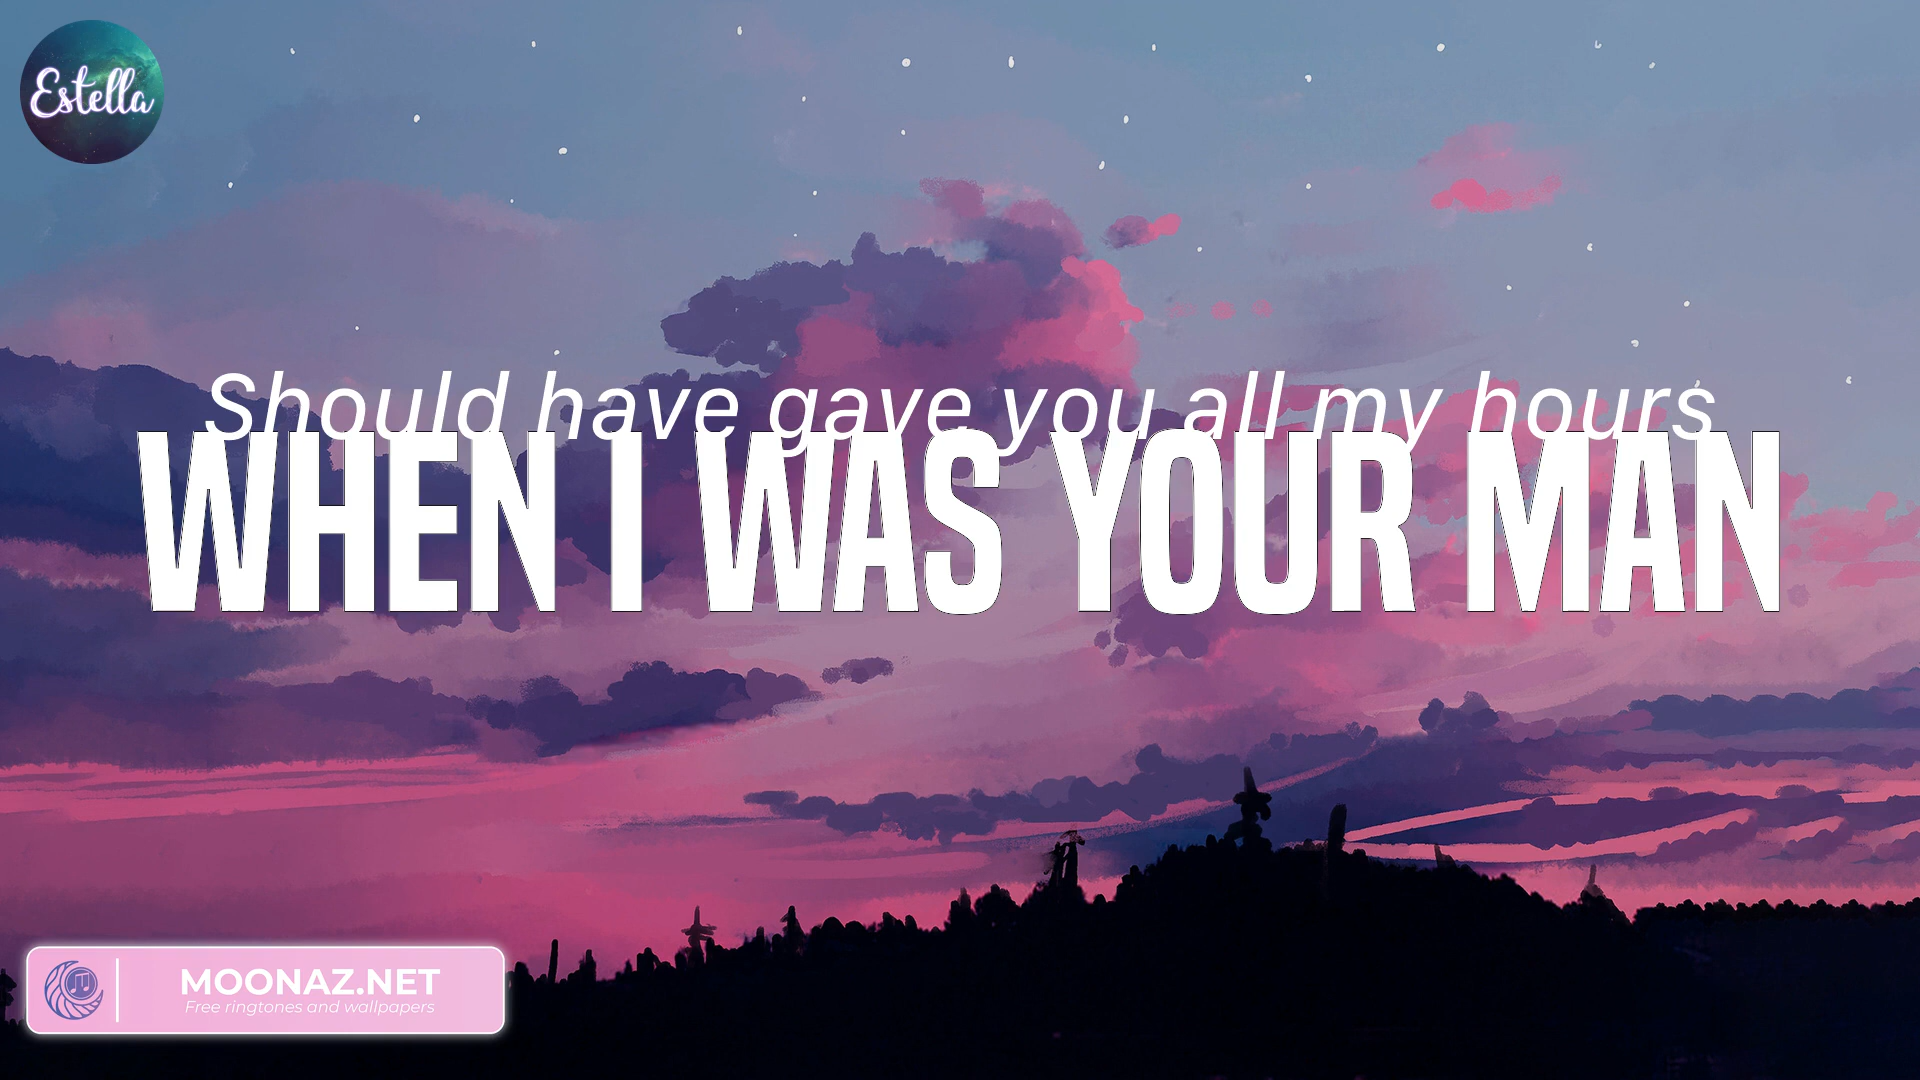 Estella
Should have gave you all my hours
WHEN I WAS YOUR MAN
MOONAZ.NET
Free ringtones and wallpapers